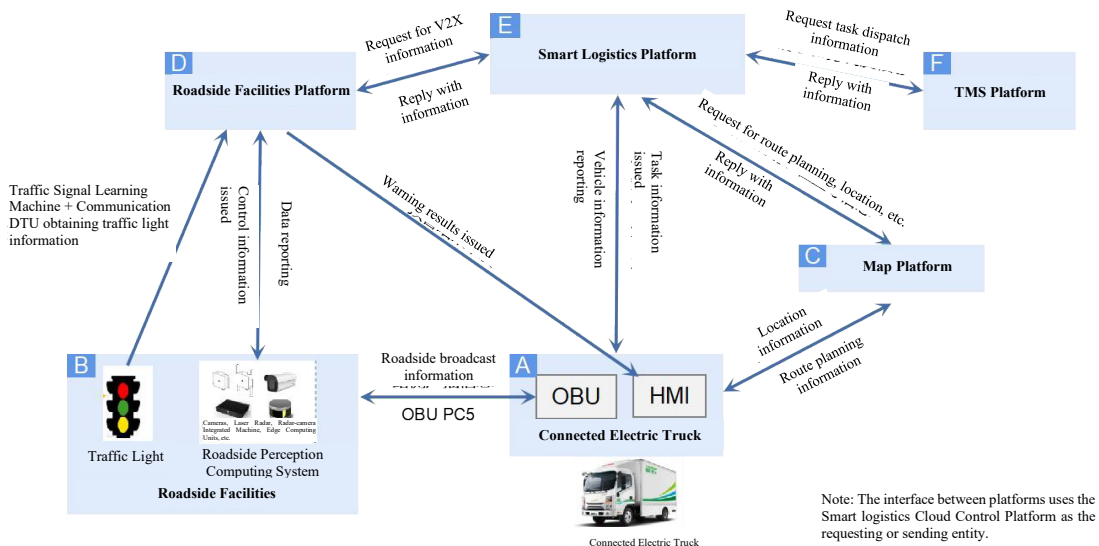 E
Smart Logistics Platform
Request for V2X
information
Reply with
information
Request task dispatch
information
Reply with
information
D
Roadside Facilities Platform
F
TMS Platform
Traffic Signal Learning
Machine + Communication
DTU obtaining traffic light
information
Control information
issued
Data reporting
Warning results issued
Vehicle information
reporting
Task information
issued
Request for route planning, location, etc.
Reply with
information
C
Map Platform
Location
information
Route planning
information
B
Traffic Light
Cameras, Laser Radar, Radar-camera
Integrated Machine, Edge Computing
Units, etc.
Roadside Perception
Computing System
Roadside Facilities
Roadside broadcast
information
OBU PC5
A
OBU
HMI
Connected Electric Truck
Connected Electric Truck
Note: The interface between platforms uses the
Smart logistics Cloud Control Platform as the
requesting or sending entity.